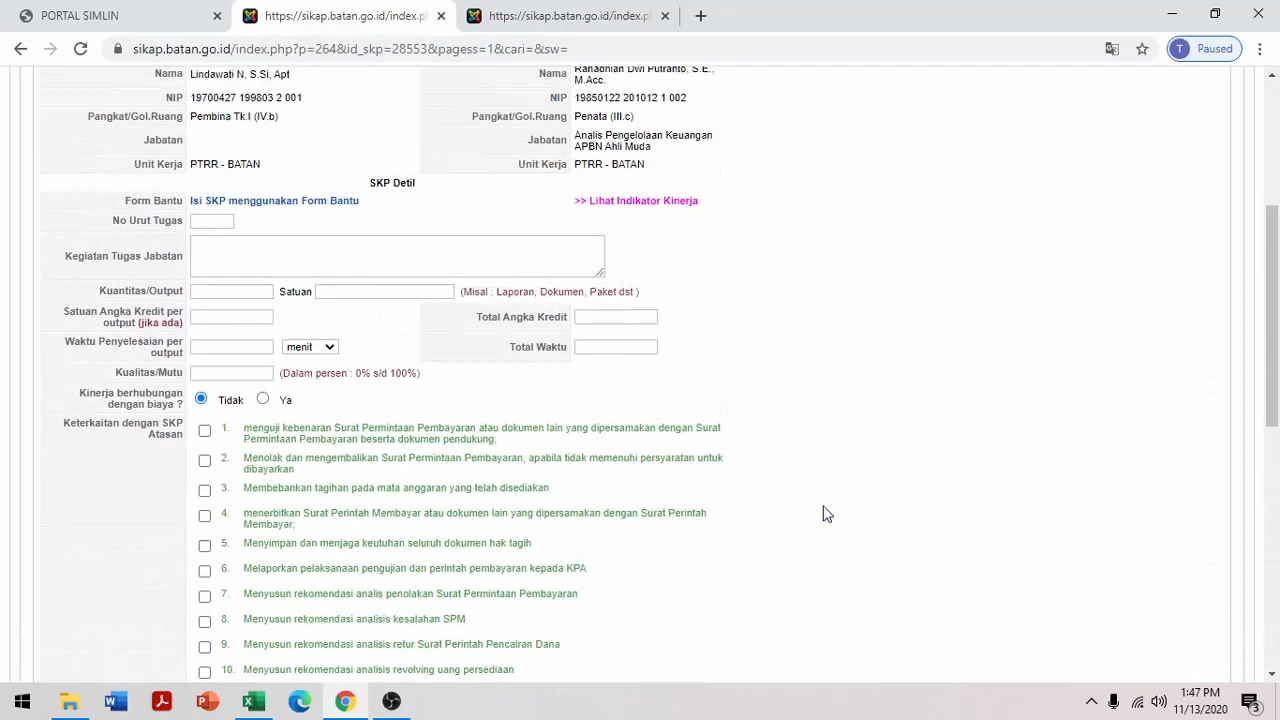 PORTAL SIMLIN
https://sikap.batan.go.id/index.pl
https://sikap.batan.go.id/index.p
sikap.batan.go.id/index.php?p=264&id_skp=28553&pagess=1&cari=&sw=
T Paused
Nama Lindawati N, S.Si, Apt
Nama Rahadhian Dwi Putranto, S.E., M.Acc.
NIP 19700427 199803 2 001
NIP 19850122 201012 1 002
Pangkat/Gol.Ruang Pembina Tk.I (IV.b)
Pangkat/Gol.Ruang Penata (III.c)
Jabatan
Jabatan Analis Pengelolaan Keuangan
APBN Ahli Muda
Unit Kerja PTRR - BATAN
Unit Kerja PTRR - BATAN
SKP Detil
Form Bantu Isi SKP menggunakan Form Bantu >> Lihat Indikator Kinerja
No Urut Tugas
Kegiatan Tugas Jabatan
Kuantitas/Output Satuan (Misal : Laporan, Dokumen, Paket dst )
Satuan Angka Kredit per
output (jika ada)
Total Angka Kredit
Waktu Penyelesaian per
output
menit
Total Waktu
Kualitas/Mutu (Dalam persen : 0% s/d 100%)
Kinerja berhubungan
dengan biaya ?
Tidak Ya
Keterkaitan dengan SKP
Atasan
1. menguji kebenaran Surat Permintaan Pembayaran atau dokumen lain yang dipersamakan dengan Surat
Permintaan Pembayaran beserta dokumen pendukung;
2. Menolak dan mengembalikan Surat Permintaan Pembayaran, apabila tidak memenuhi persyaratan untuk
dibayarkan
3. Membebankan tagihan pada mata anggaran yang telah disediakan
4. menerbitkan Surat Perintah Membayar atau dokumen lain yang dipersamakan dengan Surat Perintah
Membayar;
5. Menyimpan dan menjaga keutuhan seluruh dokumen hak tagih
6. Melaporkan pelaksanaan pengujian dan perintah pembayaran kepada KPA
7. Menyusun rekomendasi analis penolakan Surat Permintaan Pembayaran
8. Menyusun rekomendasi analisis kesalahan SPM
9. Menyusun rekomendasi analisis retur Surat Perintah Pencairan Dana
10. Menyusun rekomendasi analisis revolving uang persediaan
1:47 PM
11/13/2020
3